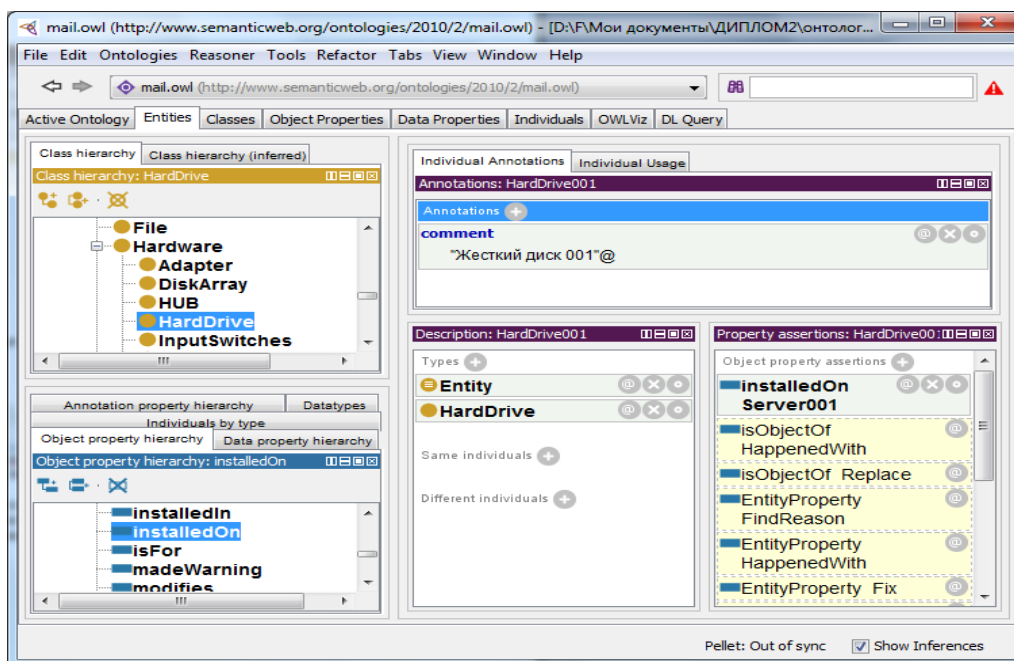 mail.owl (http://www.semanticweb.org/ontologies/2010/2/mail.owl) - [D:\F\Мои документы\ДИПЛОМ2\онтолог...
File Edit Ontologies Reasoner Tools Refactor Tabs View Window Help
mail.owl (http://www.semanticweb.org/ontologies/2010/2/mail.owl)
Active Ontology Entities Classes Object Properties Data Properties Individuals OWLViz DL Query
Class hierarchy Class hierarchy (inferred)
Class hierarchy: HardDrive
File
Hardware
Adapter
DiskArray
HUB
HardDrive
InputSwitches
Annotation property hierarchy Datatypes
Individuals by type
Object property hierarchy Data property hierarchy
Object property hierarchy: installedOn
installedIn
installedOn
isFor
madeWarning
modifies
Individual Annotations Individual Usage
Annotations: HardDrive001
Annotations
comment
"Жесткий диск 001"@
Description: HardDrive001
Types
Entity
HardDrive
Same individuals
Different individuals
Property assertions: HardDrive00
Object property assertions
installedOn
Server001
isObjectOf
HappenedWith
isObjectOf Replace
EntityProperty
FindReason
EntityProperty
HappenedWith
EntityProperty Fix
Pellet: Out of sync Show Inferences